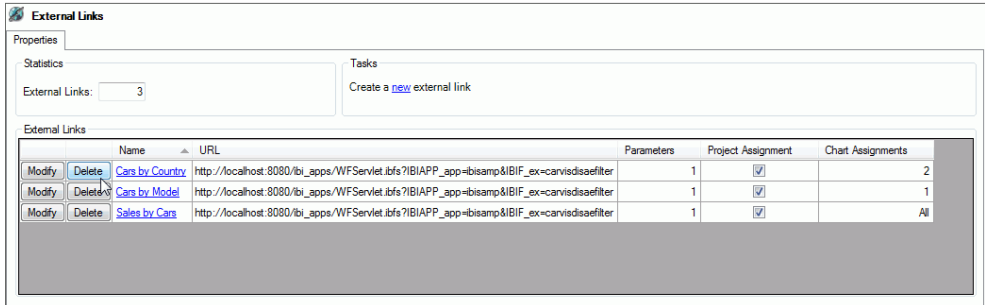 External Links
Properties
Statistics
Tasks
External Links: 3
Create a new external link
External Links
Name URL Parameters Project Assignment Chart Assignments
Modify Delete Cars by Country http://localhost:8080/ibi_apps/WFServlet.ibfs?IBIAPP_app=ibisamp&IBIF_ex=carvisdisaefilter 1 2
Modify Delete Cars by Model http://localhost:8080/ibi_apps/WFServlet.ibfs?IBIAPP_app=ibisamp&IBIF_ex=carvisdisaefilter 1 1
Modify Delete Sales by Cars http://localhost:8080/ibi_apps/WFServlet.ibfs?IBIAPP_app=ibisamp&IBIF_ex=carvisdisaefilter 1 All